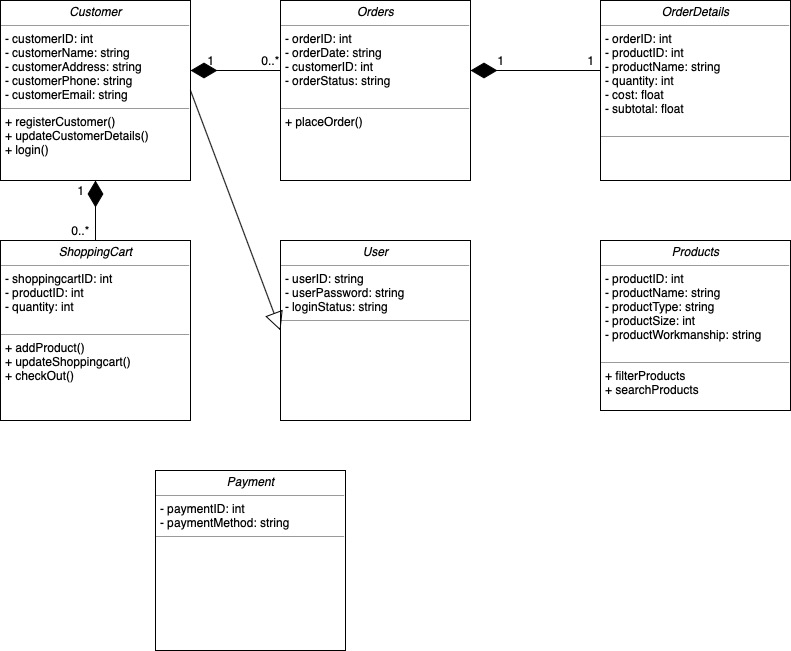 Customer
- customerID: int
- customerName: string
- customerAddress: string
- customerPhone: string
- customerEmail: string
+ registerCustomer()
+ updateCustomerDetails()
+ login()
1
0..*
Orders
- orderID: int
- orderDate: string
- customerID: int
- orderStatus: string
+ placeOrder()
1
1
OrderDetails
- orderID: int
- productID: int
- productName: string
- quantity: int
- cost: float
- subtotal: float
1
0..*
ShoppingCart
- shoppingcartID: int
- productID: int
- quantity: int
+ addProduct()
+ updateShoppingcart()
+ checkOut()
User
- userID: string
- userPassword: string
- loginStatus: string
Products
- productID: int
- productName: string
- productType: string
- productSize: int
- productWorkmanship: string
+ filterProducts
+ searchProducts
Payment
- paymentID: int
- paymentMethod: string